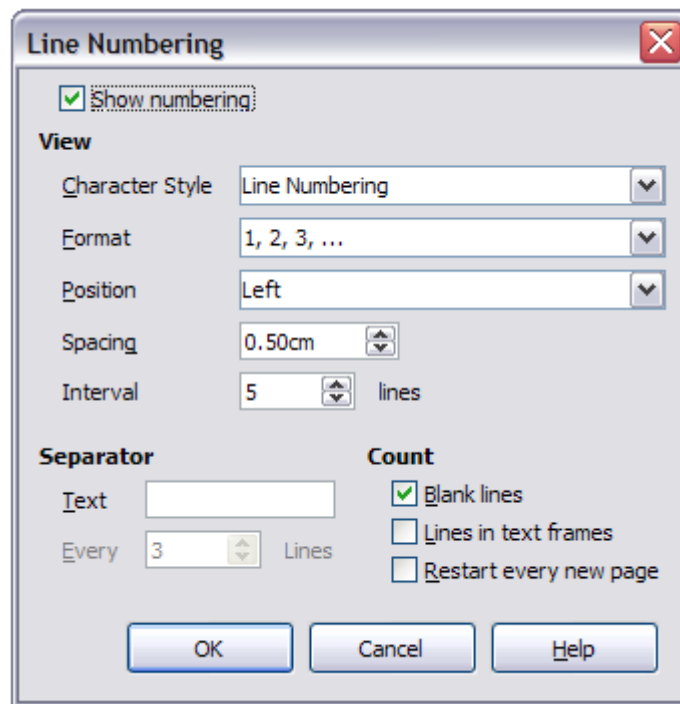 Line Numbering
Show numbering
View
Character Style Line Numbering
Format 1, 2, 3, ...
Position Left
Spacing 0.50cm
Interval 5 lines
Separator
Text
Every 3 Lines
Count
Blank lines
Lines in text frames
Restart every new page
OK Cancel Help